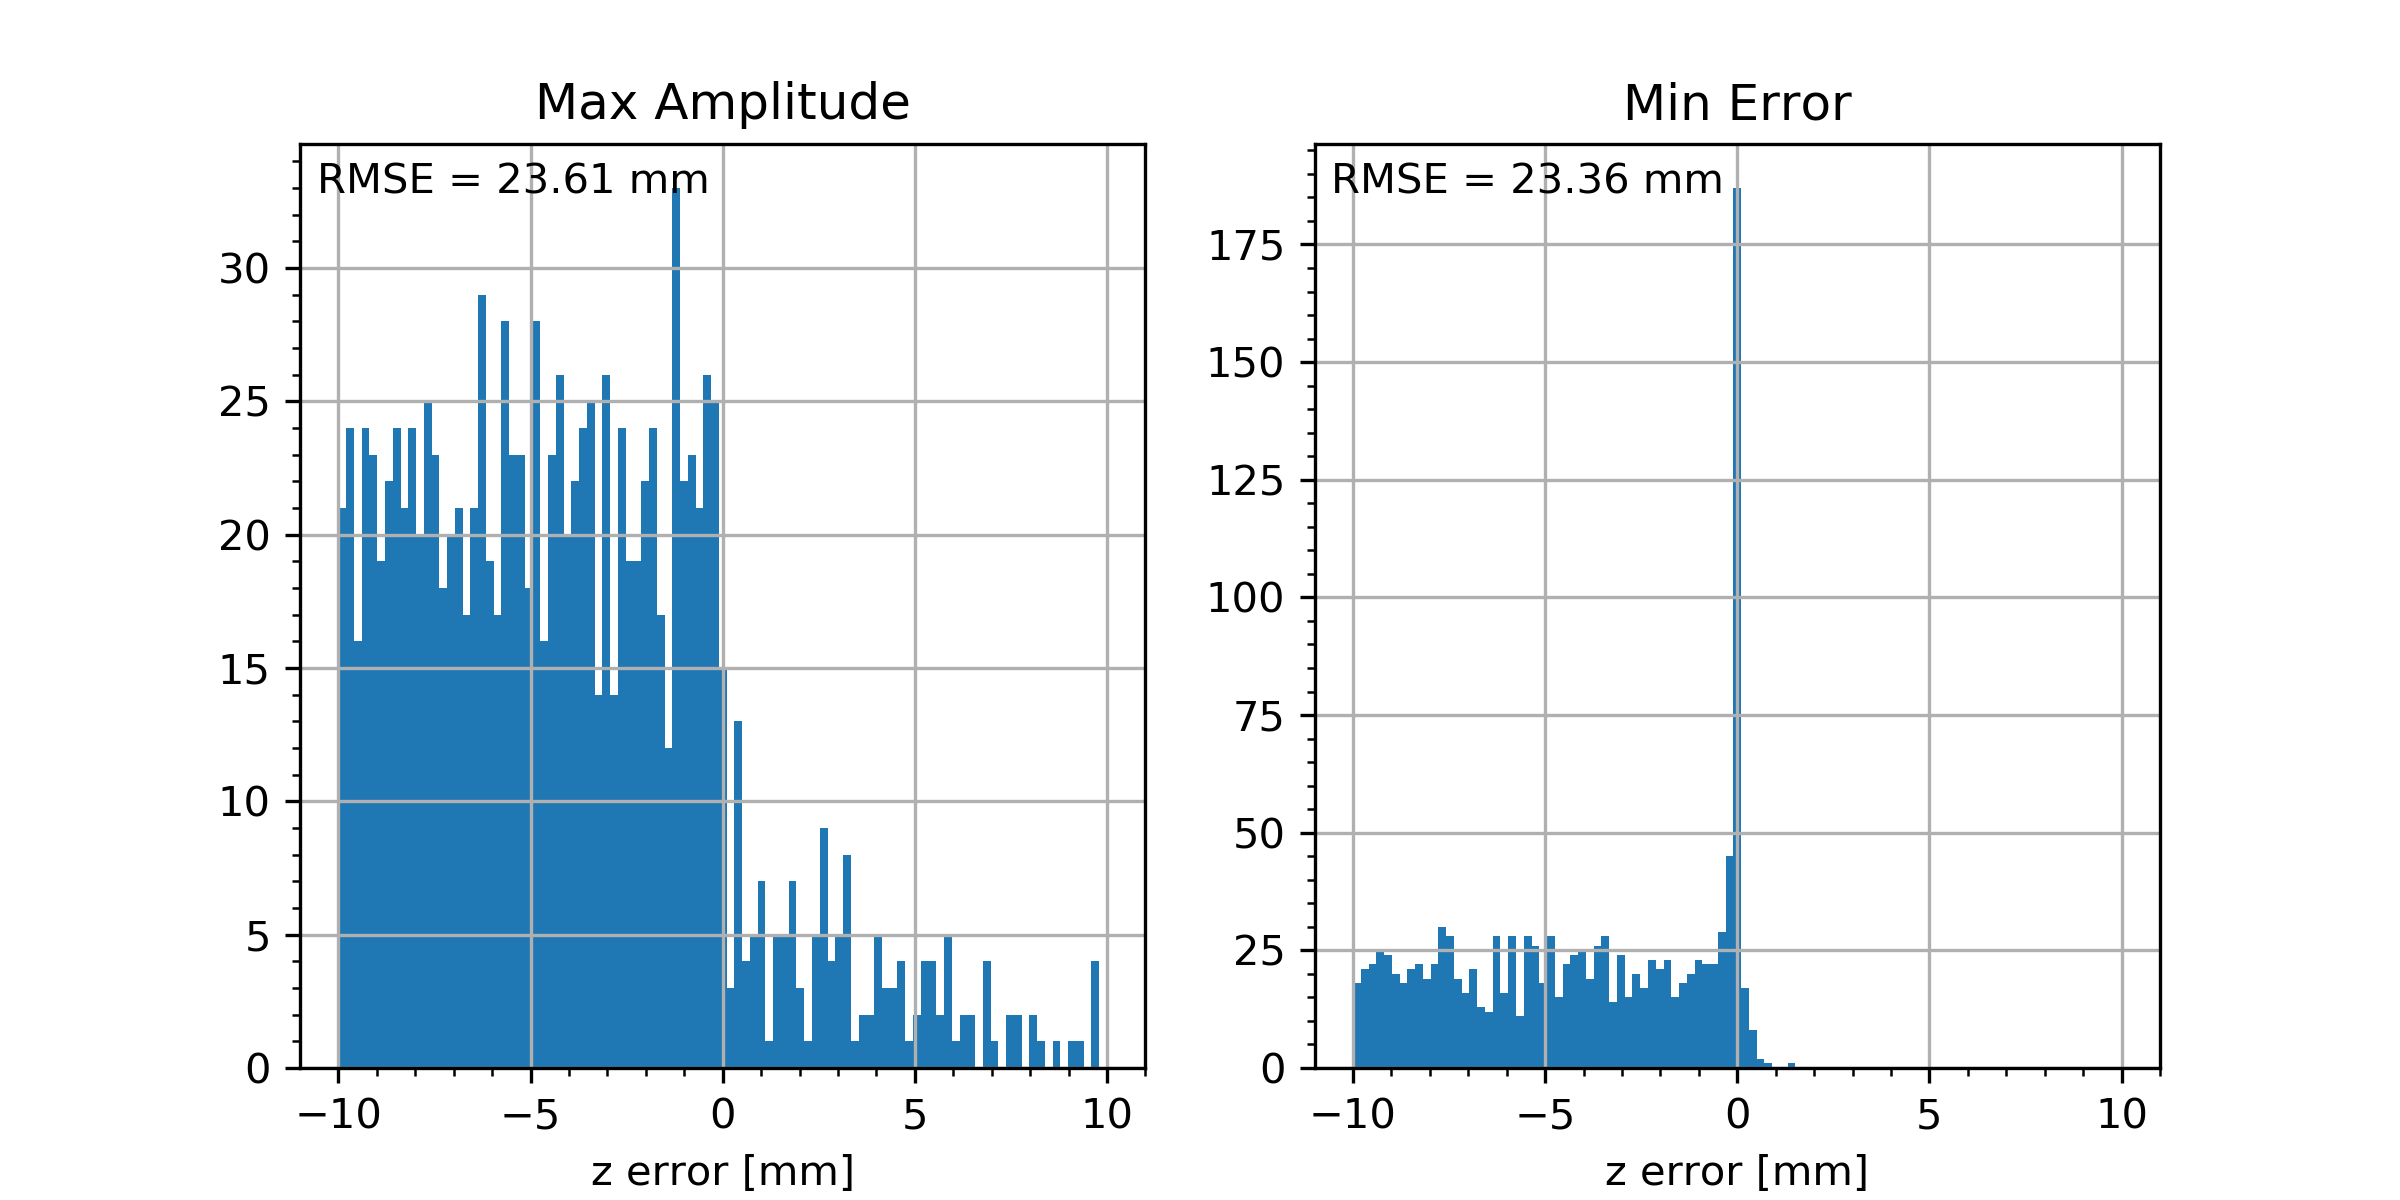 Max Amplitude
RMSE = 23.61 mm
30
25
20
15
10
5
0
−10 −5 0 5 10
z error [mm]
Min Error
RMSE = 23.36 mm
175
150
125
100
75
50
25
0
−10 −5 0 5 10
z error [mm]